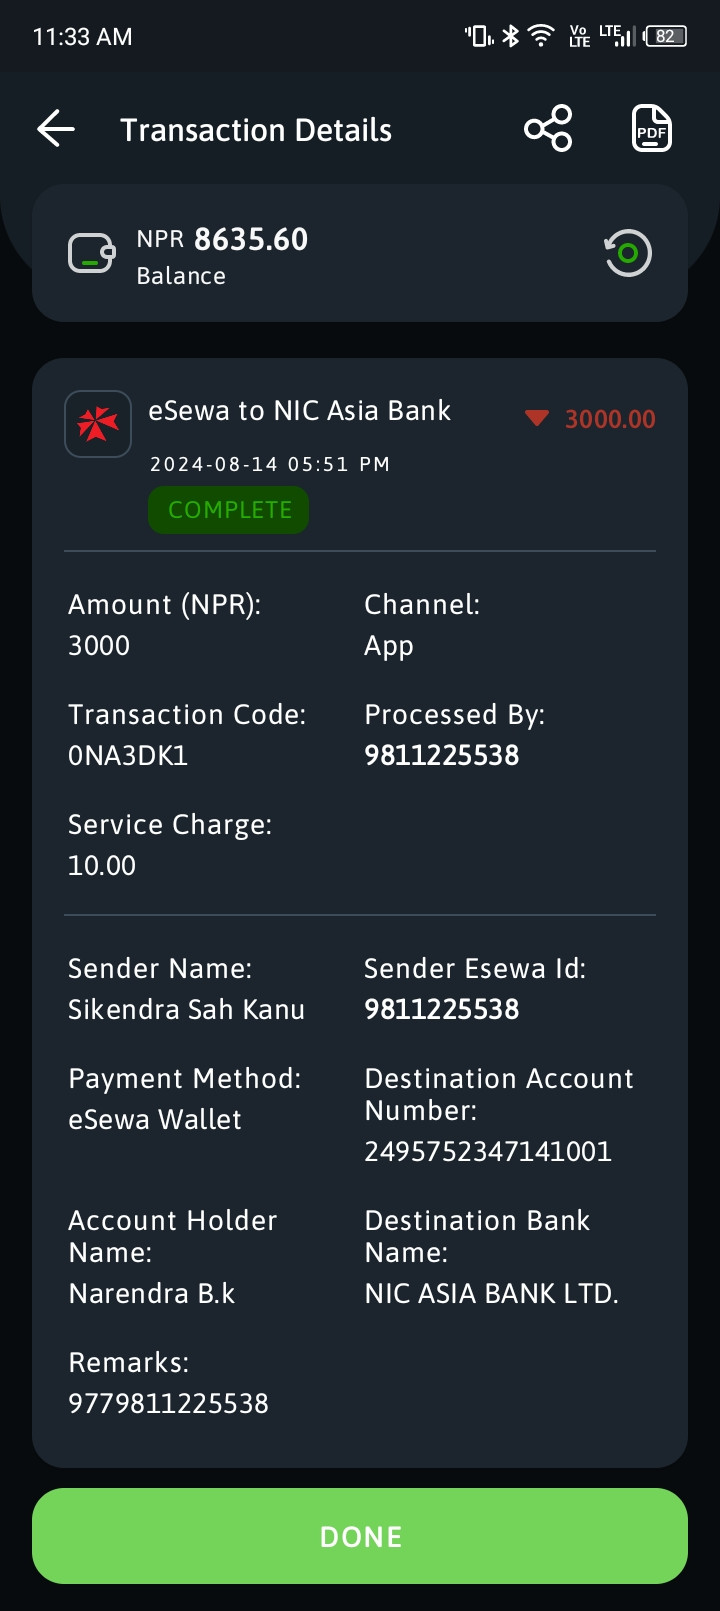 11:33 AM
Vo LTE LTE 82
Transaction Details
PDF
NPR 8635.60
Balance
eSewa to NIC Asia Bank
3000.00
2024-08-14 05:51 PM
COMPLETE
Amount (NPR): Channel:
3000 App
Transaction Code: Processed By:
0NA3DK1 9811225538
Service Charge:
10.00
Sender Name: Sender Esewa Id:
Sikendra Sah Kanu 9811225538
Payment Method: Destination Account
Number:
eSewa Wallet
2495752347141001
Account Holder Destination Bank
Name: Name:
Narendra B.k NIC ASIA BANK LTD.
Remarks:
9779811225538
DONE